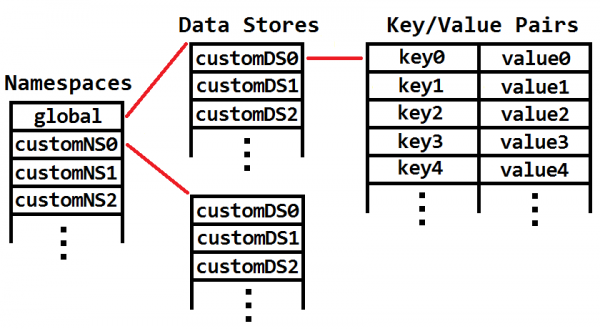 Data Stores
Key/Value Pairs
Namespaces
global
customNS0
customNS1
customNS2
customDS0
customDS1
customDS2
customDS0
customDS1
customDS2
key0 value0
key1 value1
key2 value2
key3 value3
key4 value4